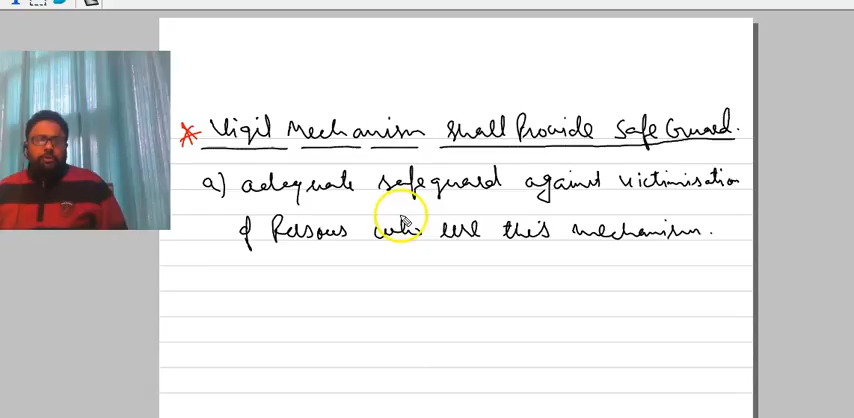 Vigil Mechanism shall Provide Safe Guard.
a) adequate safeguard against victimisation
of Persons who use this mechanism.